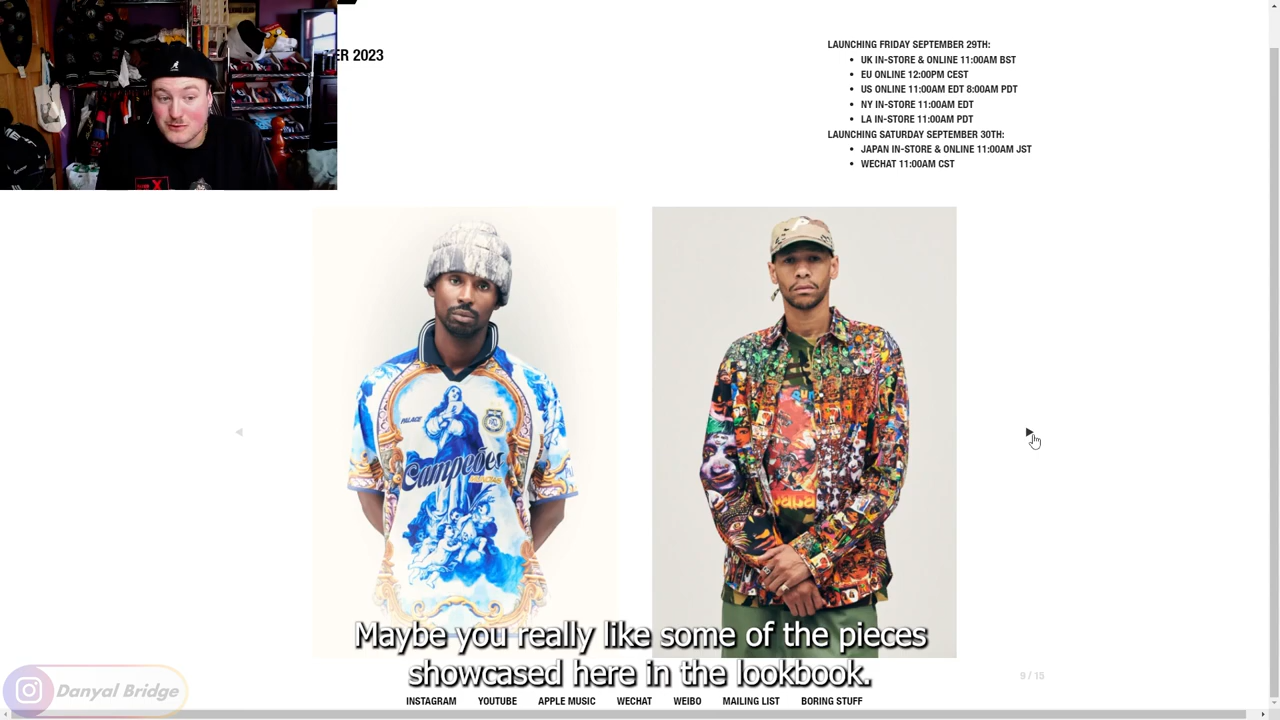 ER 2023
LAUNCHING FRIDAY SEPTEMBER 29TH:
UK IN-STORE & ONLINE 11:00AM BST
EU ONLINE 12:00PM CEST
US ONLINE 11:00AM EDT 8:00AM PDT
NY IN-STORE 11:00AM EDT
LA IN-STORE 11:00AM PDT
LAUNCHING SATURDAY SEPTEMBER 30TH:
JAPAN IN-STORE & ONLINE 11:00AM JST
WECHAT 11:00AM CST
PALACE
Campeões
Maybe you really like some of the pieces
showcased here in the lookbook.
9 / 15
Danyal Bridge
INSTAGRAM YOUTUBE APPLE MUSIC WECHAT WEIBO MAILING LIST BORING STUFF